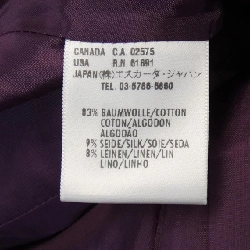 CANADA C.A. 02575
USA R.N. 61691
JAPAN(株)エスカーダ・ジャパン
TEL. 03-5766-5660
83% BAUMWOLLE/COTTON
COTON/ALGODON
ALGODÃO
9% SEIDE/SILK/SOIE/SEDA
8% LEINEN/LINEN/LIN
LINO/LINHO